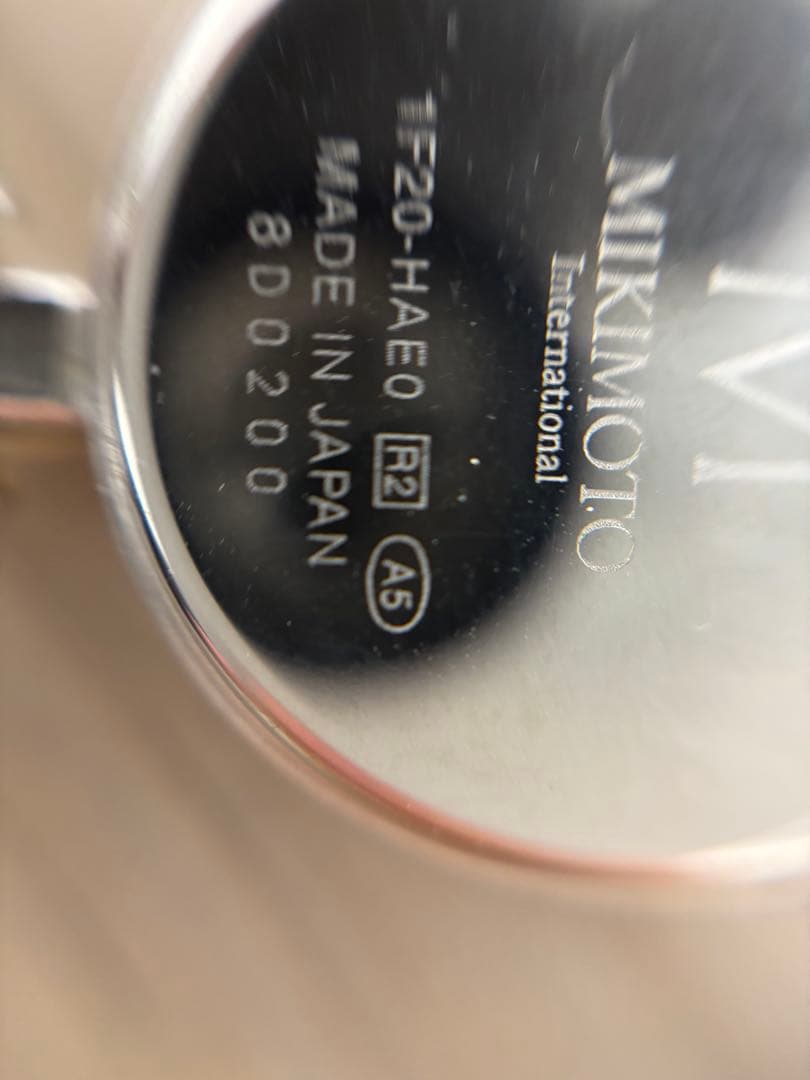 M
MIKIMOTO
International
1F20-HAE0 R2 A5
MADE IN JAPAN
8D0200